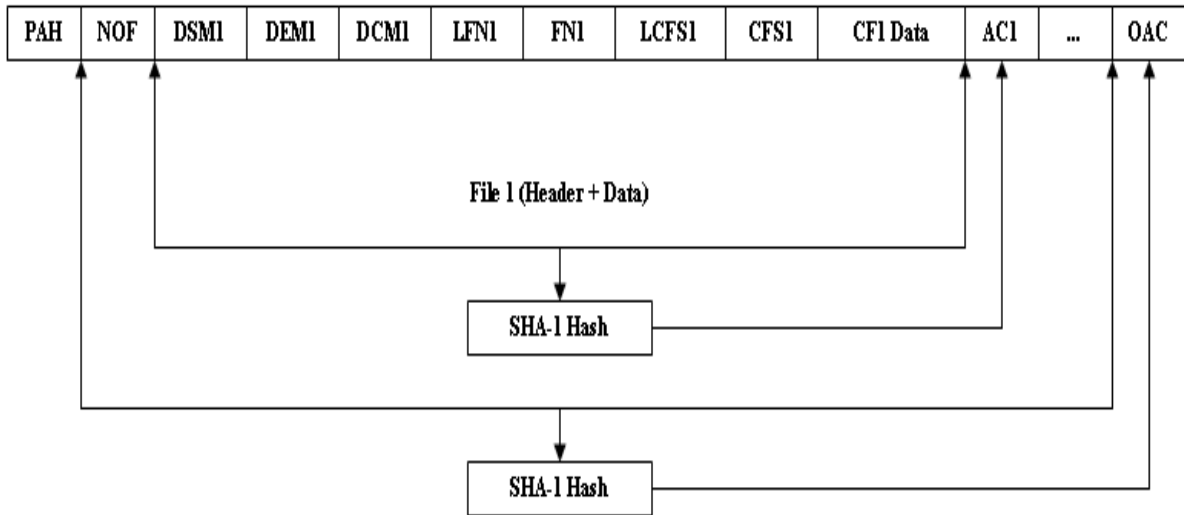 PAH NOF DSM1 DEM1 DCM1 LFN1 FN1 LCFS1 CFS1 CF1 Data AC1 ... OAC
File 1 (Header + Data)
SHA-1 Hash
SHA-1 Hash